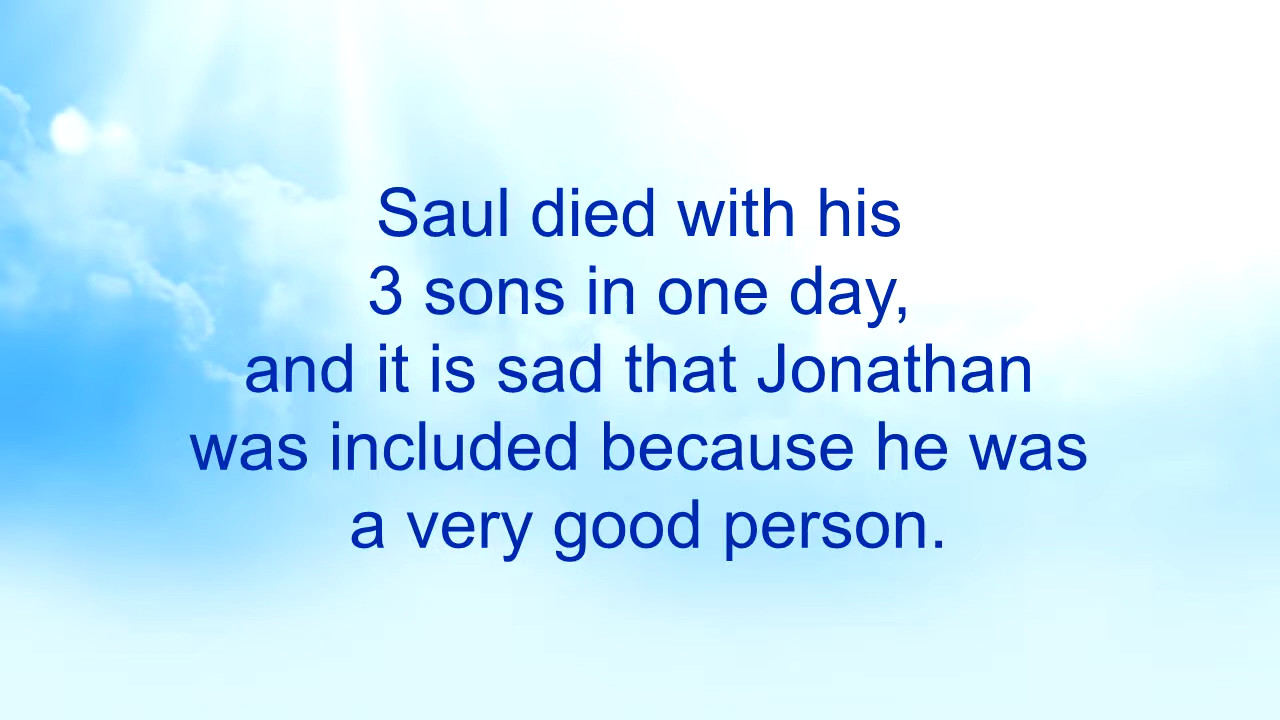 Saul died with his
3 sons in one day,
and it is sad that Jonathan
was included because he was
a very good person.